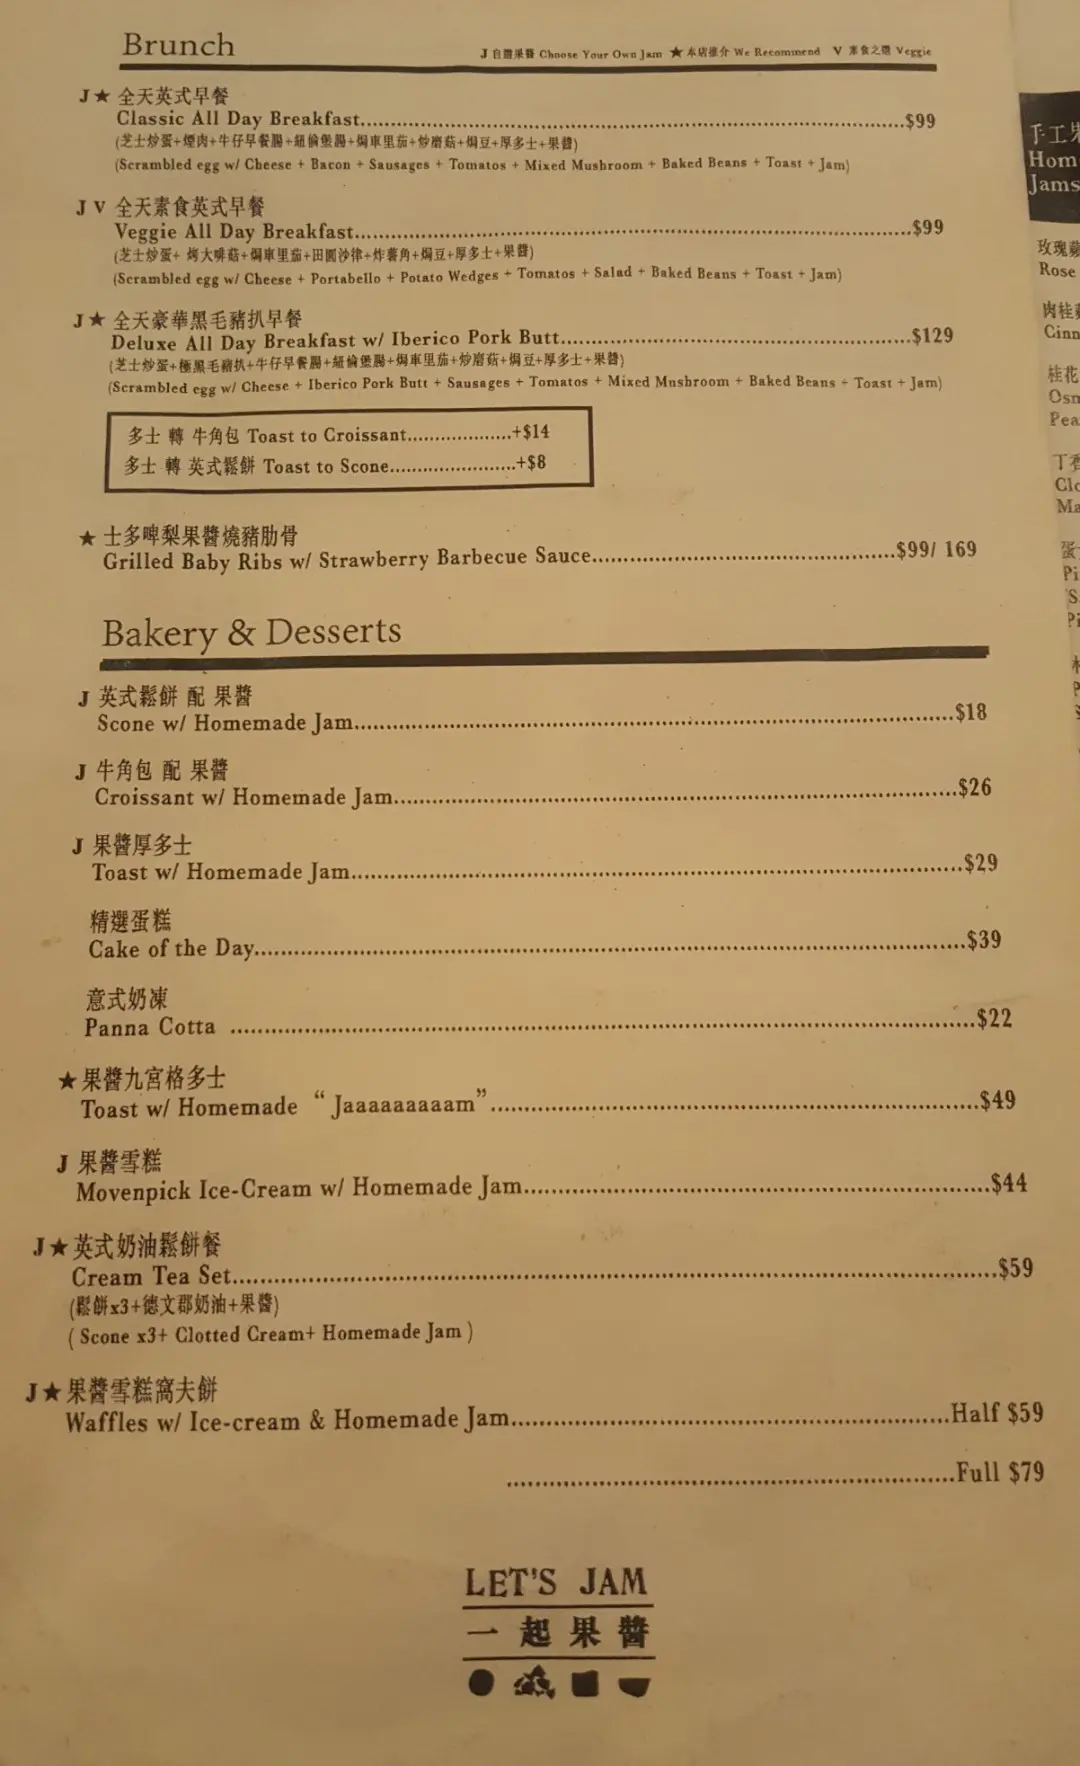 Brunch
J 自選果醬 Choose Your Own Jam ★ 本店推介 We Recommend V 素食之選 Veggie
J★ 全天英式早餐
Classic All Day Breakfast..........$99
(芝士炒蛋+煙肉+牛仔早餐腸+紐倫堡腸+焗車里茄+炒磨菇+焗豆+厚多士+果醬)
(Scrambled egg w/ Cheese + Bacon + Sausages + Tomatos + Mixed Mushroom + Baked Beans + Toast + Jam)
J V 全天素食英式早餐
Veggie All Day Breakfast..........$99
(芝士炒蛋+ 烤大啡菇+焗車里茄+田園沙律+炸薯角+焗豆+厚多士+果醬)
(Scrambled egg w/ Cheese + Portabello + Potato Wedges + Tomatos + Salad + Baked Beans + Toast + Jam)
J★ 全天豪華黑毛豬扒早餐
Deluxe All Day Breakfast w/ Iberico Pork Butt..........$129
(芝士炒蛋+極黑毛豬扒+牛仔早餐腸+紐倫堡腸+焗車里茄+炒磨菇+焗豆+厚多士+果醬)
(Scrambled egg w/ Cheese + Iberico Pork Butt + Sausages + Tomatos + Mixed Mushroom + Baked Beans + Toast + Jam)
多士 轉 牛角包 Toast to Croissant..........+$14
多士 轉 英式鬆餅 Toast to Scone..........+$8
★ 士多啤梨果醬燒豬肋骨
Grilled Baby Ribs w/ Strawberry Barbecue Sauce..........$99/ 169
Bakery & Desserts
J 英式鬆餅 配 果醬
Scone w/ Homemade Jam..........$18
J 牛角包 配 果醬
Croissant w/ Homemade Jam..........$26
J 果醬厚多士
Toast w/ Homemade Jam..........$29
精選蛋糕
Cake of the Day..........$39
意式奶凍
Panna Cotta ..........$22
★ 果醬九宮格多士
Toast w/ Homemade “Jaaaaaaaaam”..........$49
J 果醬雪糕
Movenpick Ice-Cream w/ Homemade Jam..........$44
J★ 英式奶油鬆餅餐
Cream Tea Set..........$59
(鬆餅x3+德文郡奶油+果醬)
( Scone x3+ Clotted Cream+ Homemade Jam )
J★ 果醬雪糕窩夫餅
Waffles w/ Ice-cream & Homemade Jam..........Half $59
..........Full $79
LET'S JAM
一起果醬
手工果
Hom
Jams
玫瑰
Rose
肉桂
Cinn
桂花
Osm
Pea
丁香
Clo
Ma
蛋
Pi